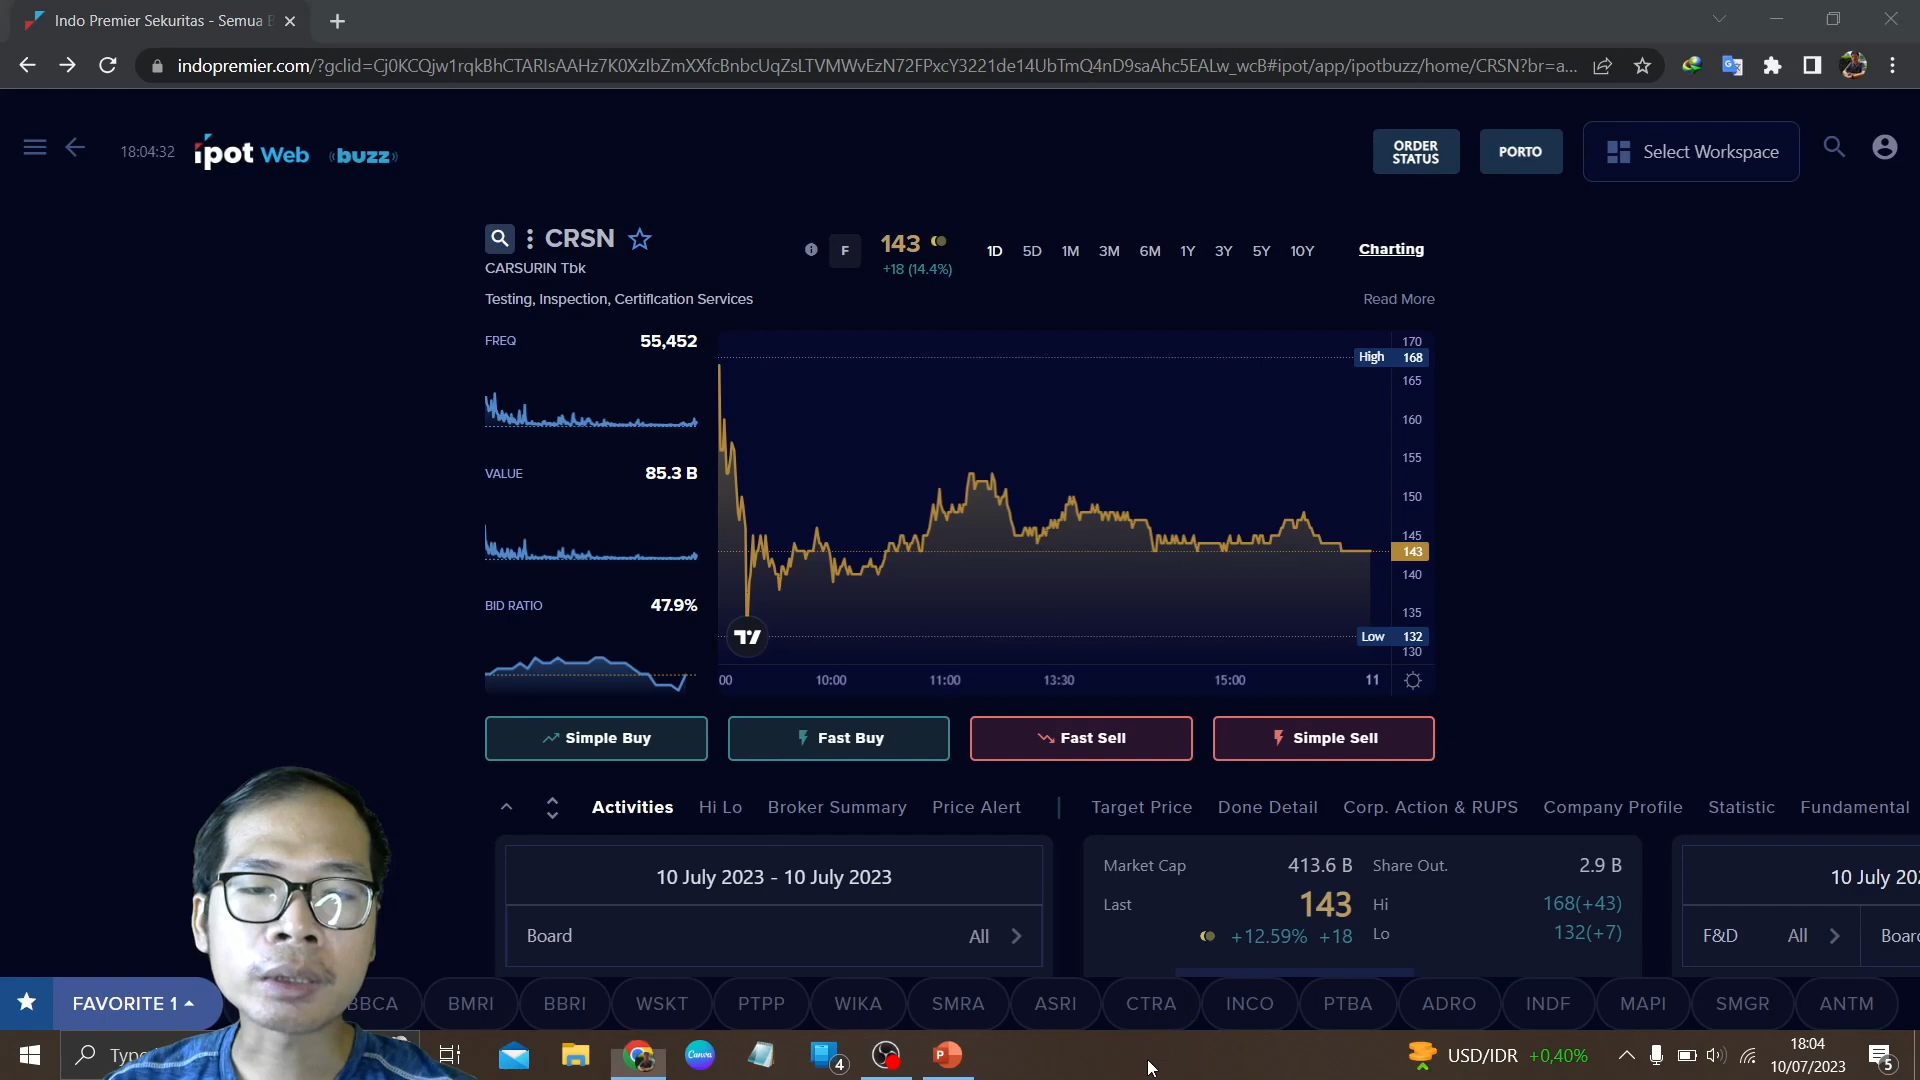 Indo Premier Sekuritas - Semua
indopremier.com/?gclid=Cj0KCQjw1rqkBhCTARIsAAHz7K0XzIbZmXXfcBnbcUqZsLTVMWvEzN72FPxcY3221de14UbTmQ4nD9saAhc5EALw_wcB#ipot/app/ipotbuzz/home/CRSN?br=a...
18:04:32
ipot Web buzz
ORDER STATUS
PORTO
Select Workspace
CRSN
CARSURIN Tbk
Testing, Inspection, Certification Services
F
143
+18 (14.4%)
1D 5D 1M 3M 6M 1Y 3Y 5Y 10Y
Charting
Read More
FREQ 55,452
VALUE 85.3 B
BID RATIO 47.9%
170
High 168
165
160
155
150
145
143
140
135
Low 132
130
00 10:00 11:00 13:30 15:00 11
Simple Buy
Fast Buy
Fast Sell
Simple Sell
Activities Hi Lo Broker Summary Price Alert
Target Price Done Detail Corp. Action & RUPS Company Profile Statistic Fundamental
10 July 2023 - 10 July 2023
Board All
Market Cap 413.6 B Share Out. 2.9 B
Last 143 Hi 168(+43)
+12.59% +18 Lo 132(+7)
10 July
F&D All
FAVORITE 1
BBCA BMRI BBRI WSKT PTPP WIKA SMRA ASRI CTRA INCO PTBA ADRO INDF MAPI SMGR ANTM
Canva
4
P
USD/IDR +0,40%
18:04
10/07/2023
5